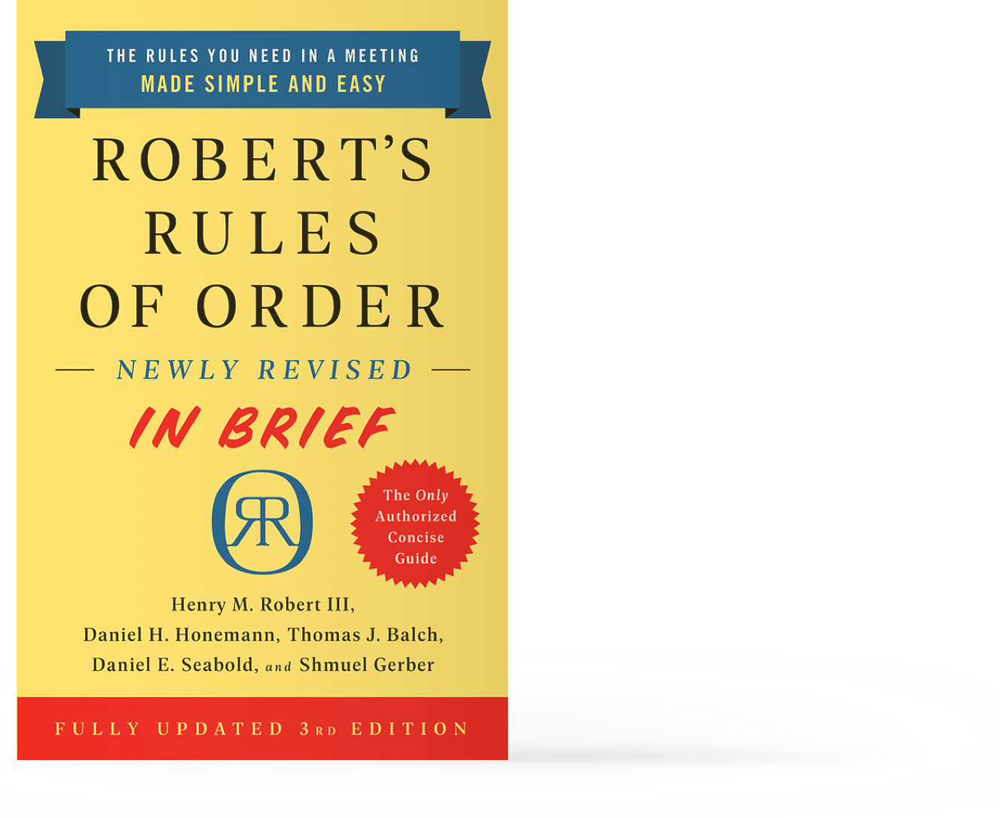 THE RULES YOU NEED IN A MEETING
MADE SIMPLE AND EASY
ROBERT’S
RULES
OF ORDER
NEWLY REVISED
IN BRIEF
RRO
The Only
Authorized
Concise
Guide
Henry M. Robert III,
Daniel H. Honemann, Thomas J. Balch,
Daniel E. Seabold, and Shmuel Gerber
FULLY UPDATED 3RD EDITION